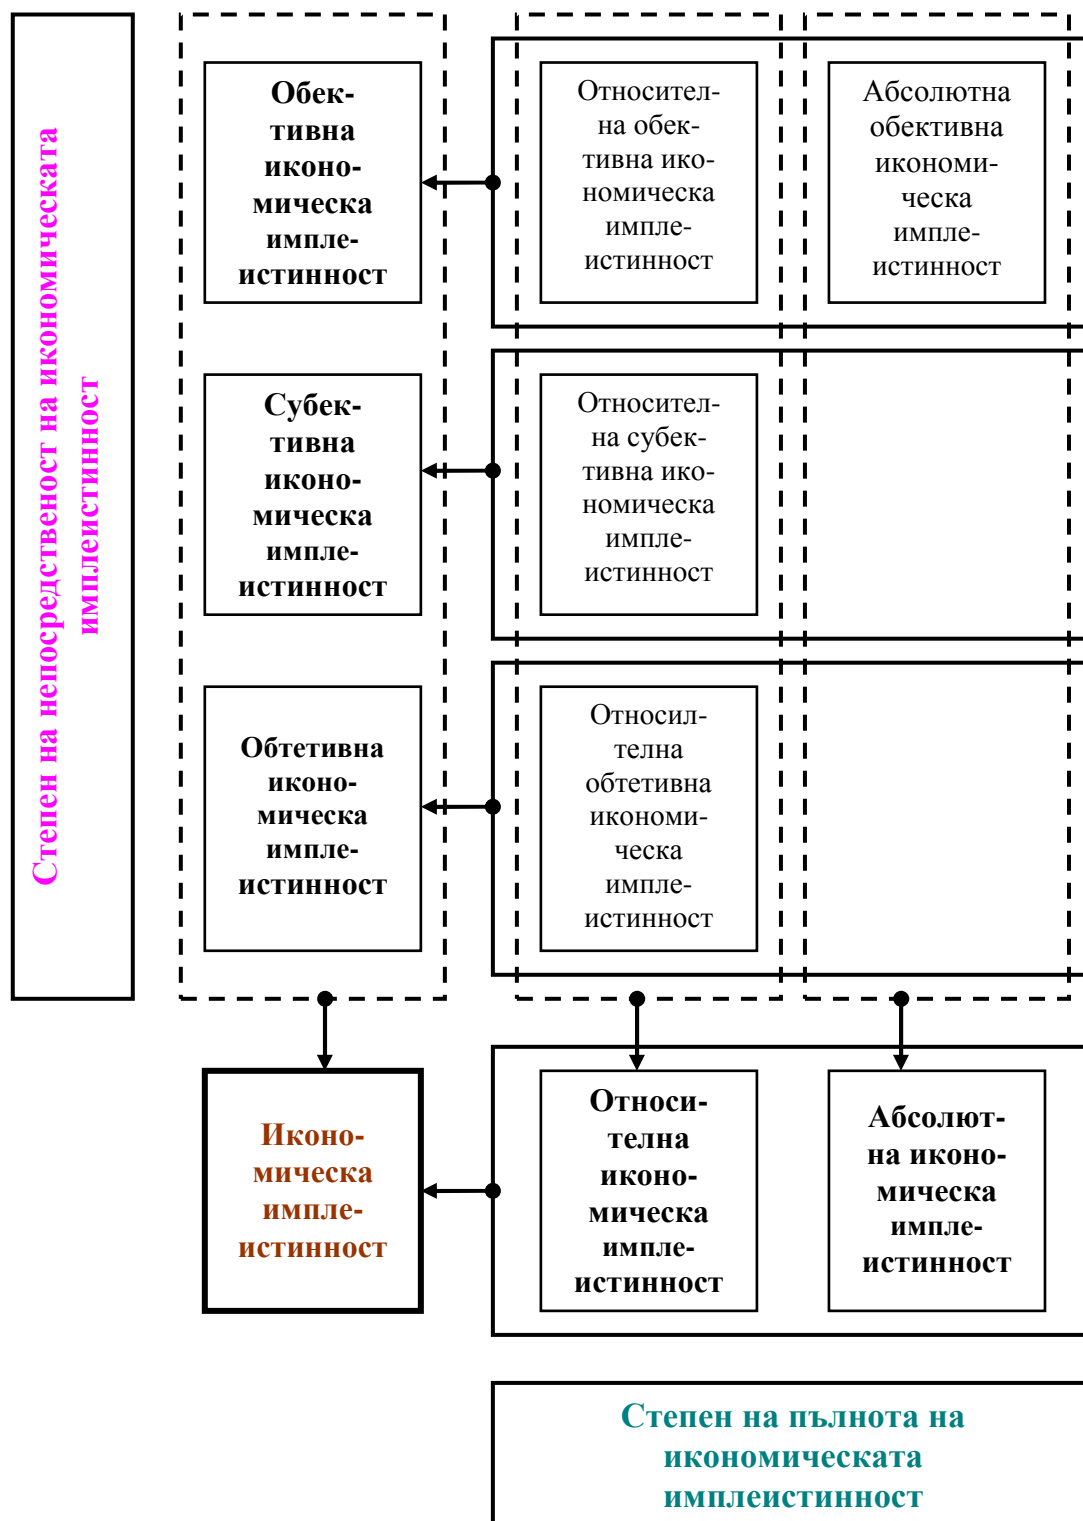 Степен на непосредственост на икономическата
имплеистинност
Обек-
тивна
иконо-
мическа
импле-
истинност
Относител-
на обек-
тивна ико-
номическа
импле-
истинност
Абсолютна
обективна
икономи-
ческа
импле-
истинност
Субек-
тивна
иконо-
мическа
импле-
истинност
Относител-
на субек-
тивна ико-
номическа
импле-
истинност
Обтетивна
иконо-
мическа
импле-
истинност
Относил-
телна
обтетивна
икономи-
ческа
импле-
истинност
Иконо-
мическа
импле-
истинност
Относи-
телна
иконо-
мическа
импле-
истинност
Абсолют-
на иконо-
мическа
импле-
истинност
Степен на пълнота на
икономическата
имплеистинност